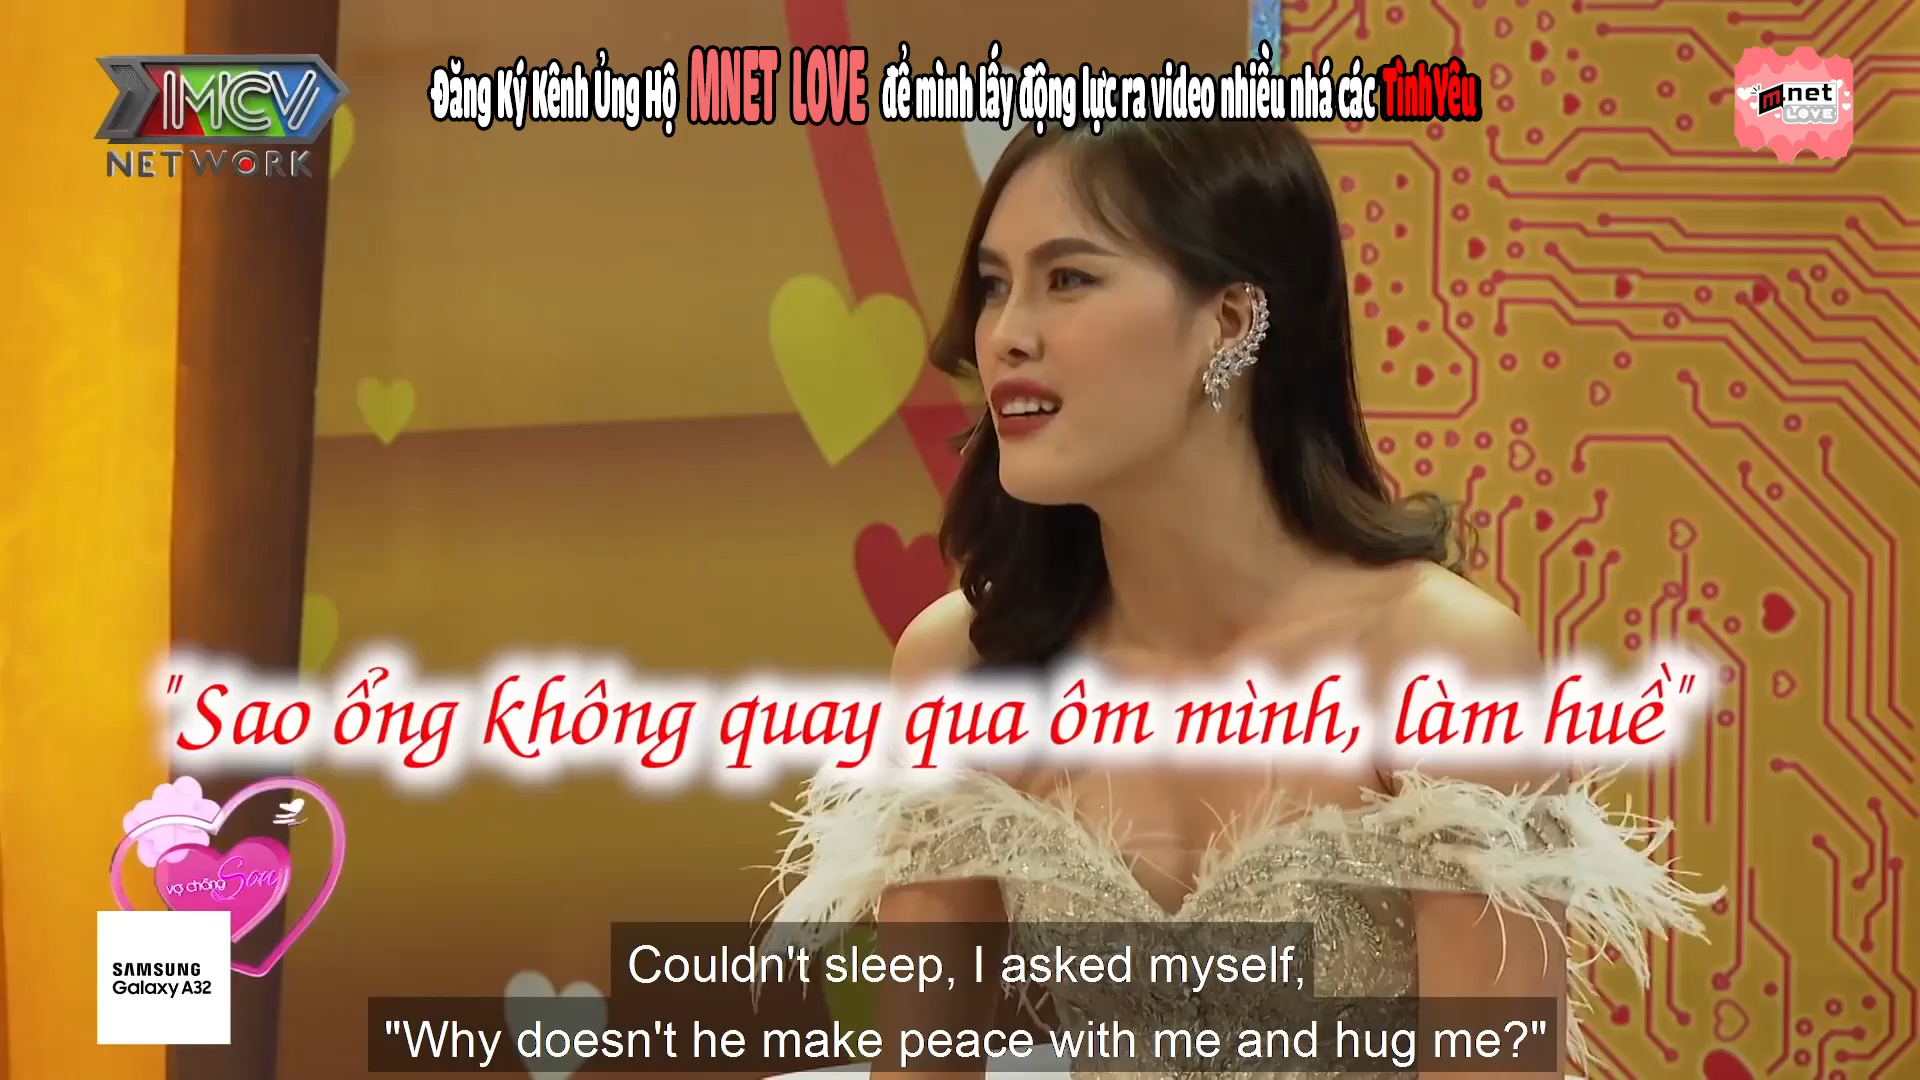 Đăng Ký Kênh Ủng Hộ MNET LOVE để mình lấy động lực ra video nhiều nhá các Tình Yêu
MCV
NETWORK
m.net
LOVE
"Sao ổng không quay qua ôm mình, làm huề"
vợ chồng Son
SAMSUNG
Galaxy A32
Couldn't sleep, I asked myself,
"Why doesn't he make peace with me and hug me?"